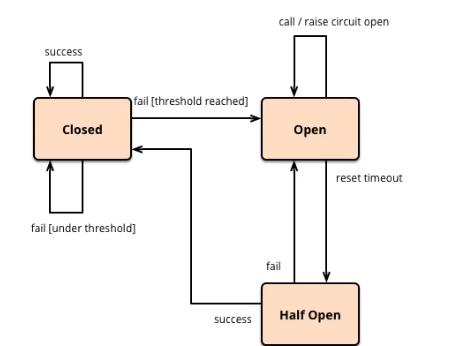 call / raise circuit open
success
fail [threshold reached]
Closed
Open
reset timeout
fail [under threshold]
fail
success
Half Open